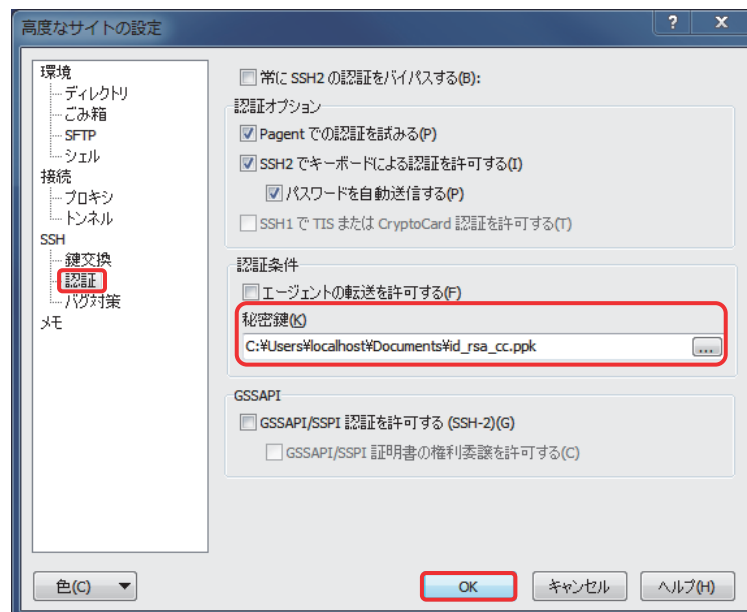 高度なサイトの設定
? x
環境
ディレクトリ
ごみ箱
SFTP
シェル
接続
プロキシ
トンネル
SSH
鍵交換
認証
バグ対策
メモ
常に SSH2 の認証をバイパスする(B):
認証オプション
Pagent での認証を試みる(P)
SSH2 でキーボードによる認証を許可する(I)
パスワードを自動送信する(P)
SSH1 で TIS または CryptoCard 認証を許可する(T)
認証条件
エージェントの転送を許可する(F)
秘密鍵(K)
C:¥Users¥localhost¥Documents¥id_rsa_cc.ppk
...
GSSAPI
GSSAPI/SSPI 認証を許可する (SSH-2)(G)
GSSAPI/SSPI 証明書の権利委譲を許可する(C)
色(C)
OK
キャンセル
ヘルプ(H)